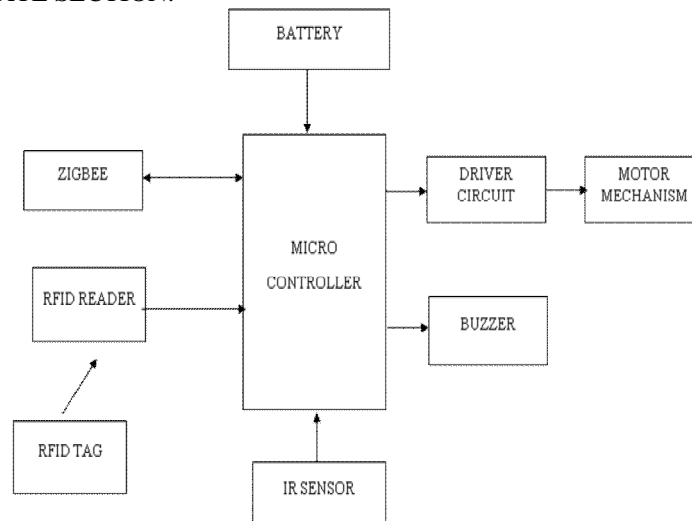 BATTERY
ZIGBEE
DRIVER
CIRCUIT
MOTOR
MECHANISM
MICRO
CONTROLLER
RFID READER
BUZZER
RFID TAG
IR SENSOR